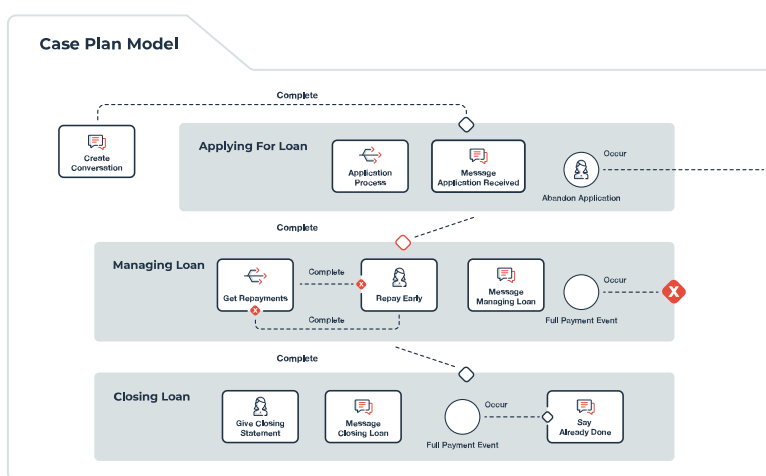 Case Plan Model
Complete
Create
Conversation
Applying For Loan
Application
Process
Message
Application Received
Occur
Abandon Application
Complete
Managing Loan
Get Repayments
Complete
X
Repay Early
X
Complete
Message
Managing Loan
Occur
Full Payment Event
X
Complete
Closing Loan
Give Closing
Statement
Message
Closing Loan
Full Payment Event
Occur
Say
Already Done